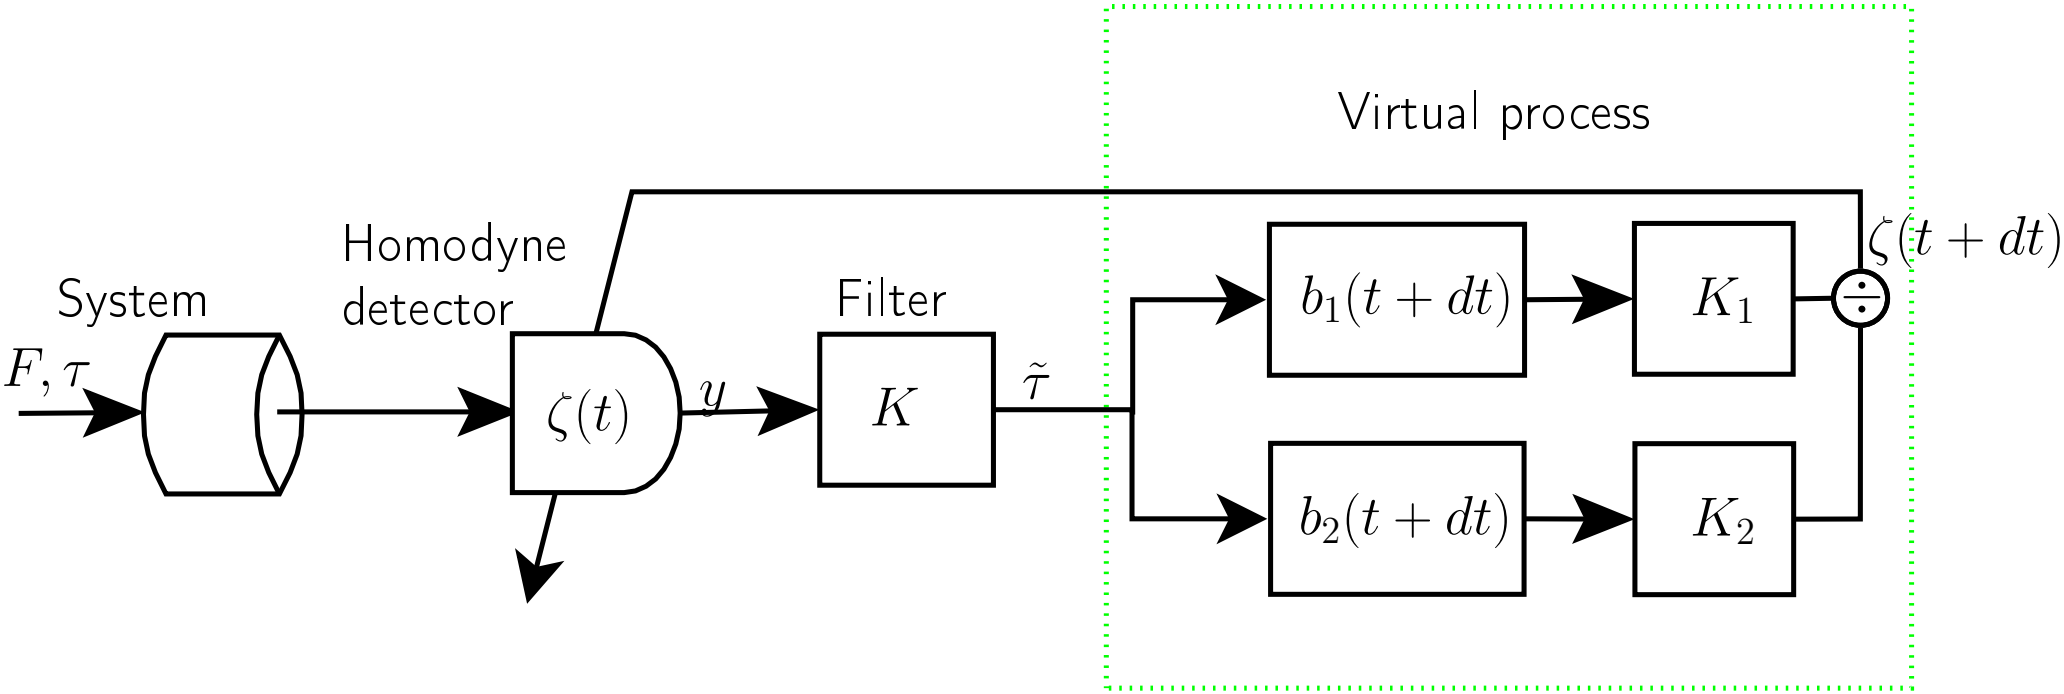 Virtual process
Homodyne
detector
System
Filter
F, τ
ζ(t)
y
K
τ̃
b₁(t + dt)
K₁
÷
ζ(t + dt)
b₂(t + dt)
K₂